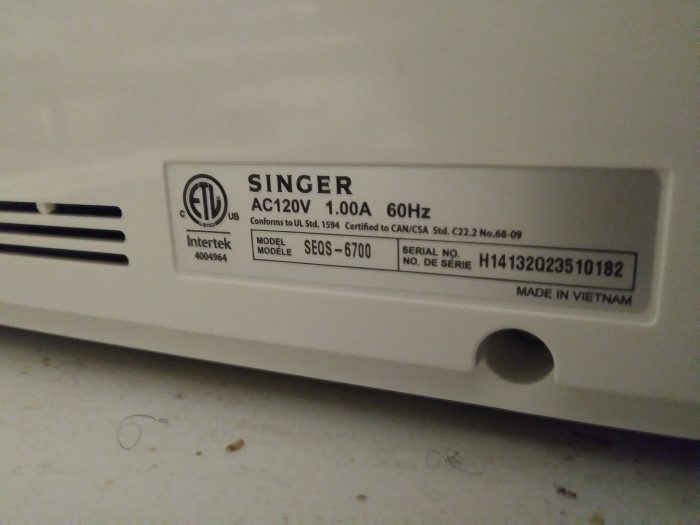 SINGER
AC120V 1.00A 60Hz
Conforms to UL Std. 1594 Certified to CAN/CSA Std. C22.2 No.68-09
C ETL US
Intertek
4004964
MODEL
MODÈLE
SEQS-6700
SERIAL NO.
NO. DE SÉRIE
H14132Q23510182
MADE IN VIETNAM